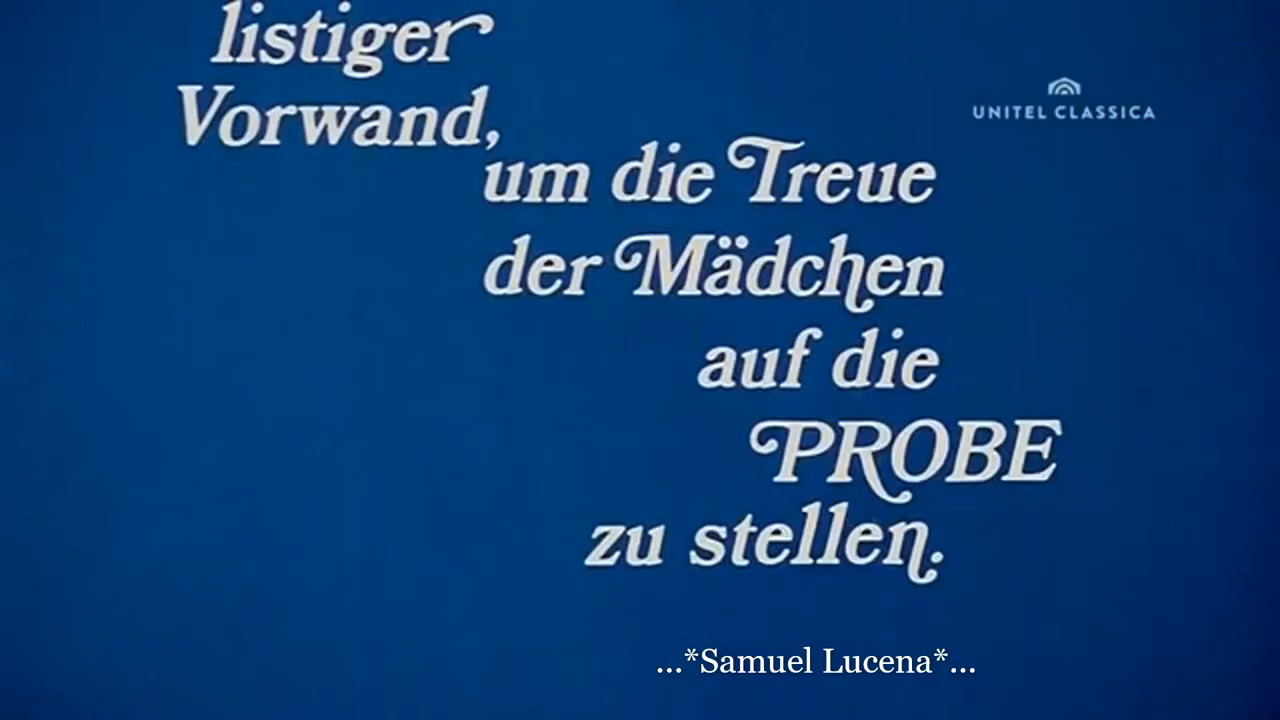 listiger
Vorwand,
UNITEL CLASSICA
um die Treue
der Mädchen
auf die
PROBE
zu stellen.
...*Samuel Lucena*...